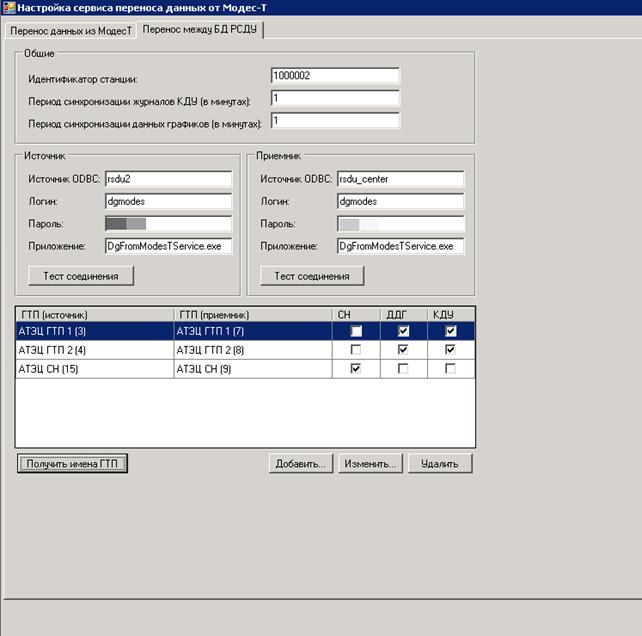 Настройка сервиса переноса данных от Модес-Т
Перенос данных из МодесТ Перенос между БД РСДУ
Общие
Идентификатор станции: 1000002
Период синхронизации журналов КДУ (в минутах): 1
Период синхронизации данных графиков (в минутах): 1
Источник Приемник
Источник ODBC: rsdu2 Источник ODBC: rsdu_center
Логин: dgmodes Логин: dgmodes
Пароль: Пароль:
Приложение: DgFromModesTService.exe Приложение: DgFromModesTService.exe
Тест соединения Тест соединения
ГТП (источник) ГТП (приемник) СН ДДГ КДУ
АТЭЦ ГТП 1 (3) АТЭЦ ГТП 1 (7)
АТЭЦ ГТП 2 (4) АТЭЦ ГТП 2 (8)
АТЭЦ СН (15) АТЭЦ СН (9)
Получить имена ГТП Добавить... Изменить... Удалить